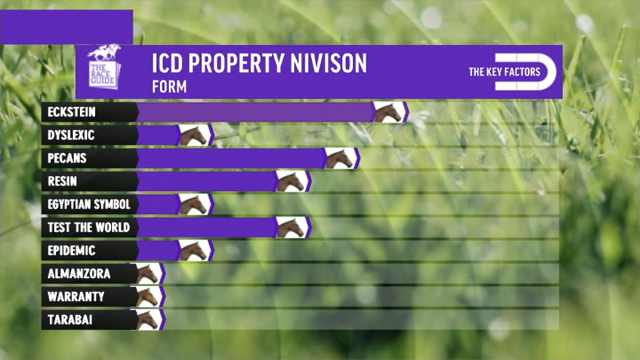 ICD PROPERTY NIVISON
FORM
THE RACE GUIDE
THE KEY FACTORS
ECKSTEIN
DYSLEXIC
PECANS
RESIN
EGYPTIAN SYMBOL
TEST THE WORLD
EPIDEMIC
ALMANZORA
WARRANTY
TARABAI